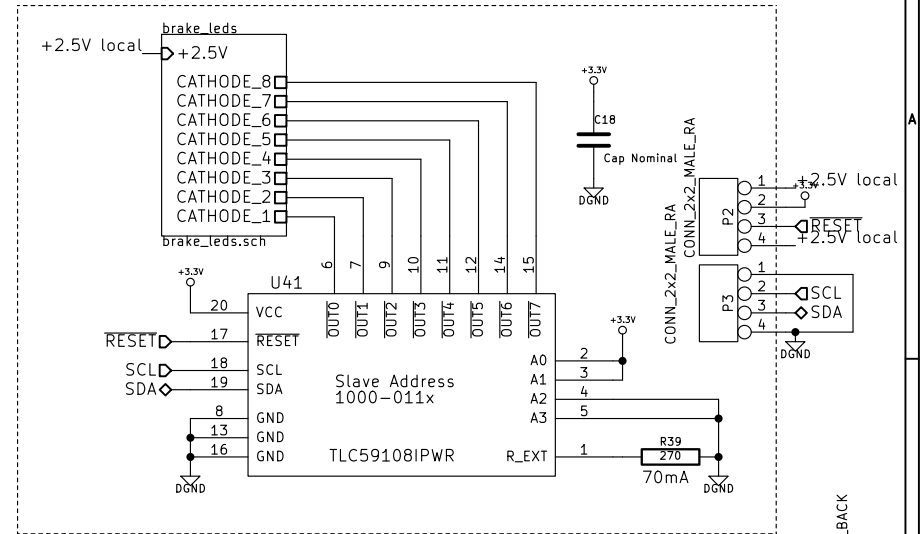 brake_leds
+2.5V local
+2.5V
CATHODE_8
CATHODE_7
CATHODE_6
CATHODE_5
CATHODE_4
CATHODE_3
CATHODE_2
CATHODE_1
brake_leds.sch
+3.3V
C18
Cap Nominal
DGND
CONN_2x2_MALE_RA
P2
1
2
3
4
+2.5V local
+3.3V
RESET
+2.5V local
CONN_2x2_MALE_RA
P3
1
2
3
4
SCL
SDA
DGND
A
+3.3V
U41
6
7
9
10
11
12
14
15
OUT0
OUT1
OUT2
OUT3
OUT4
OUT5
OUT6
OUT7
20 VCC
RESET 17 RESET
SCL 18 SCL
SDA 19 SDA
8 GND
13 GND
16 GND
DGND
Slave Address
1000-011x
TLC59108IPWR
+3.3V
A0 2
A1 3
A2 4
A3 5
R_EXT 1
R39
270
70mA
DGND
_BACK